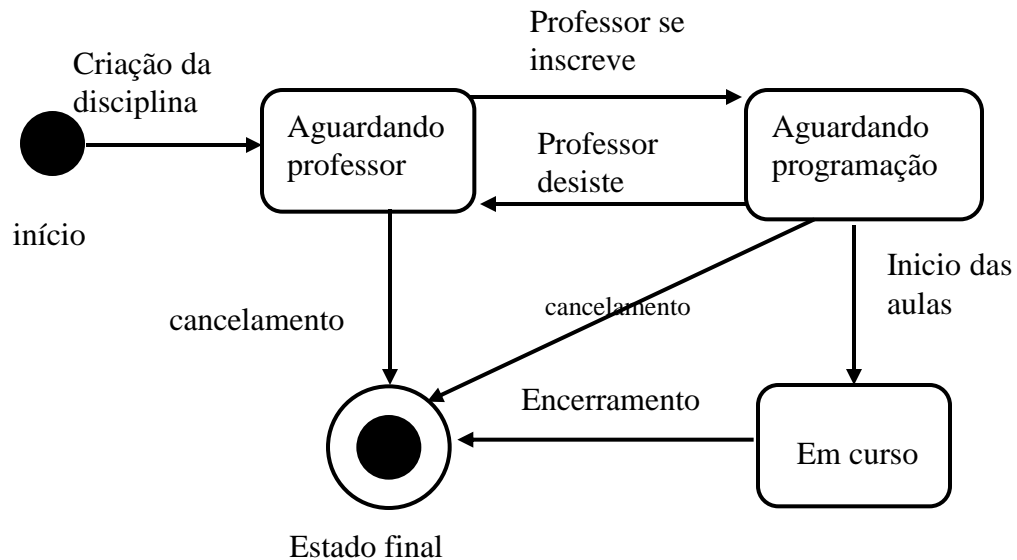 Professor se
inscreve
Criação da
disciplina
Aguardando
professor
Professor
desiste
Aguardando
programação
início
Inicio das
aulas
cancelamento
cancelamento
Encerramento
Em curso
Estado final